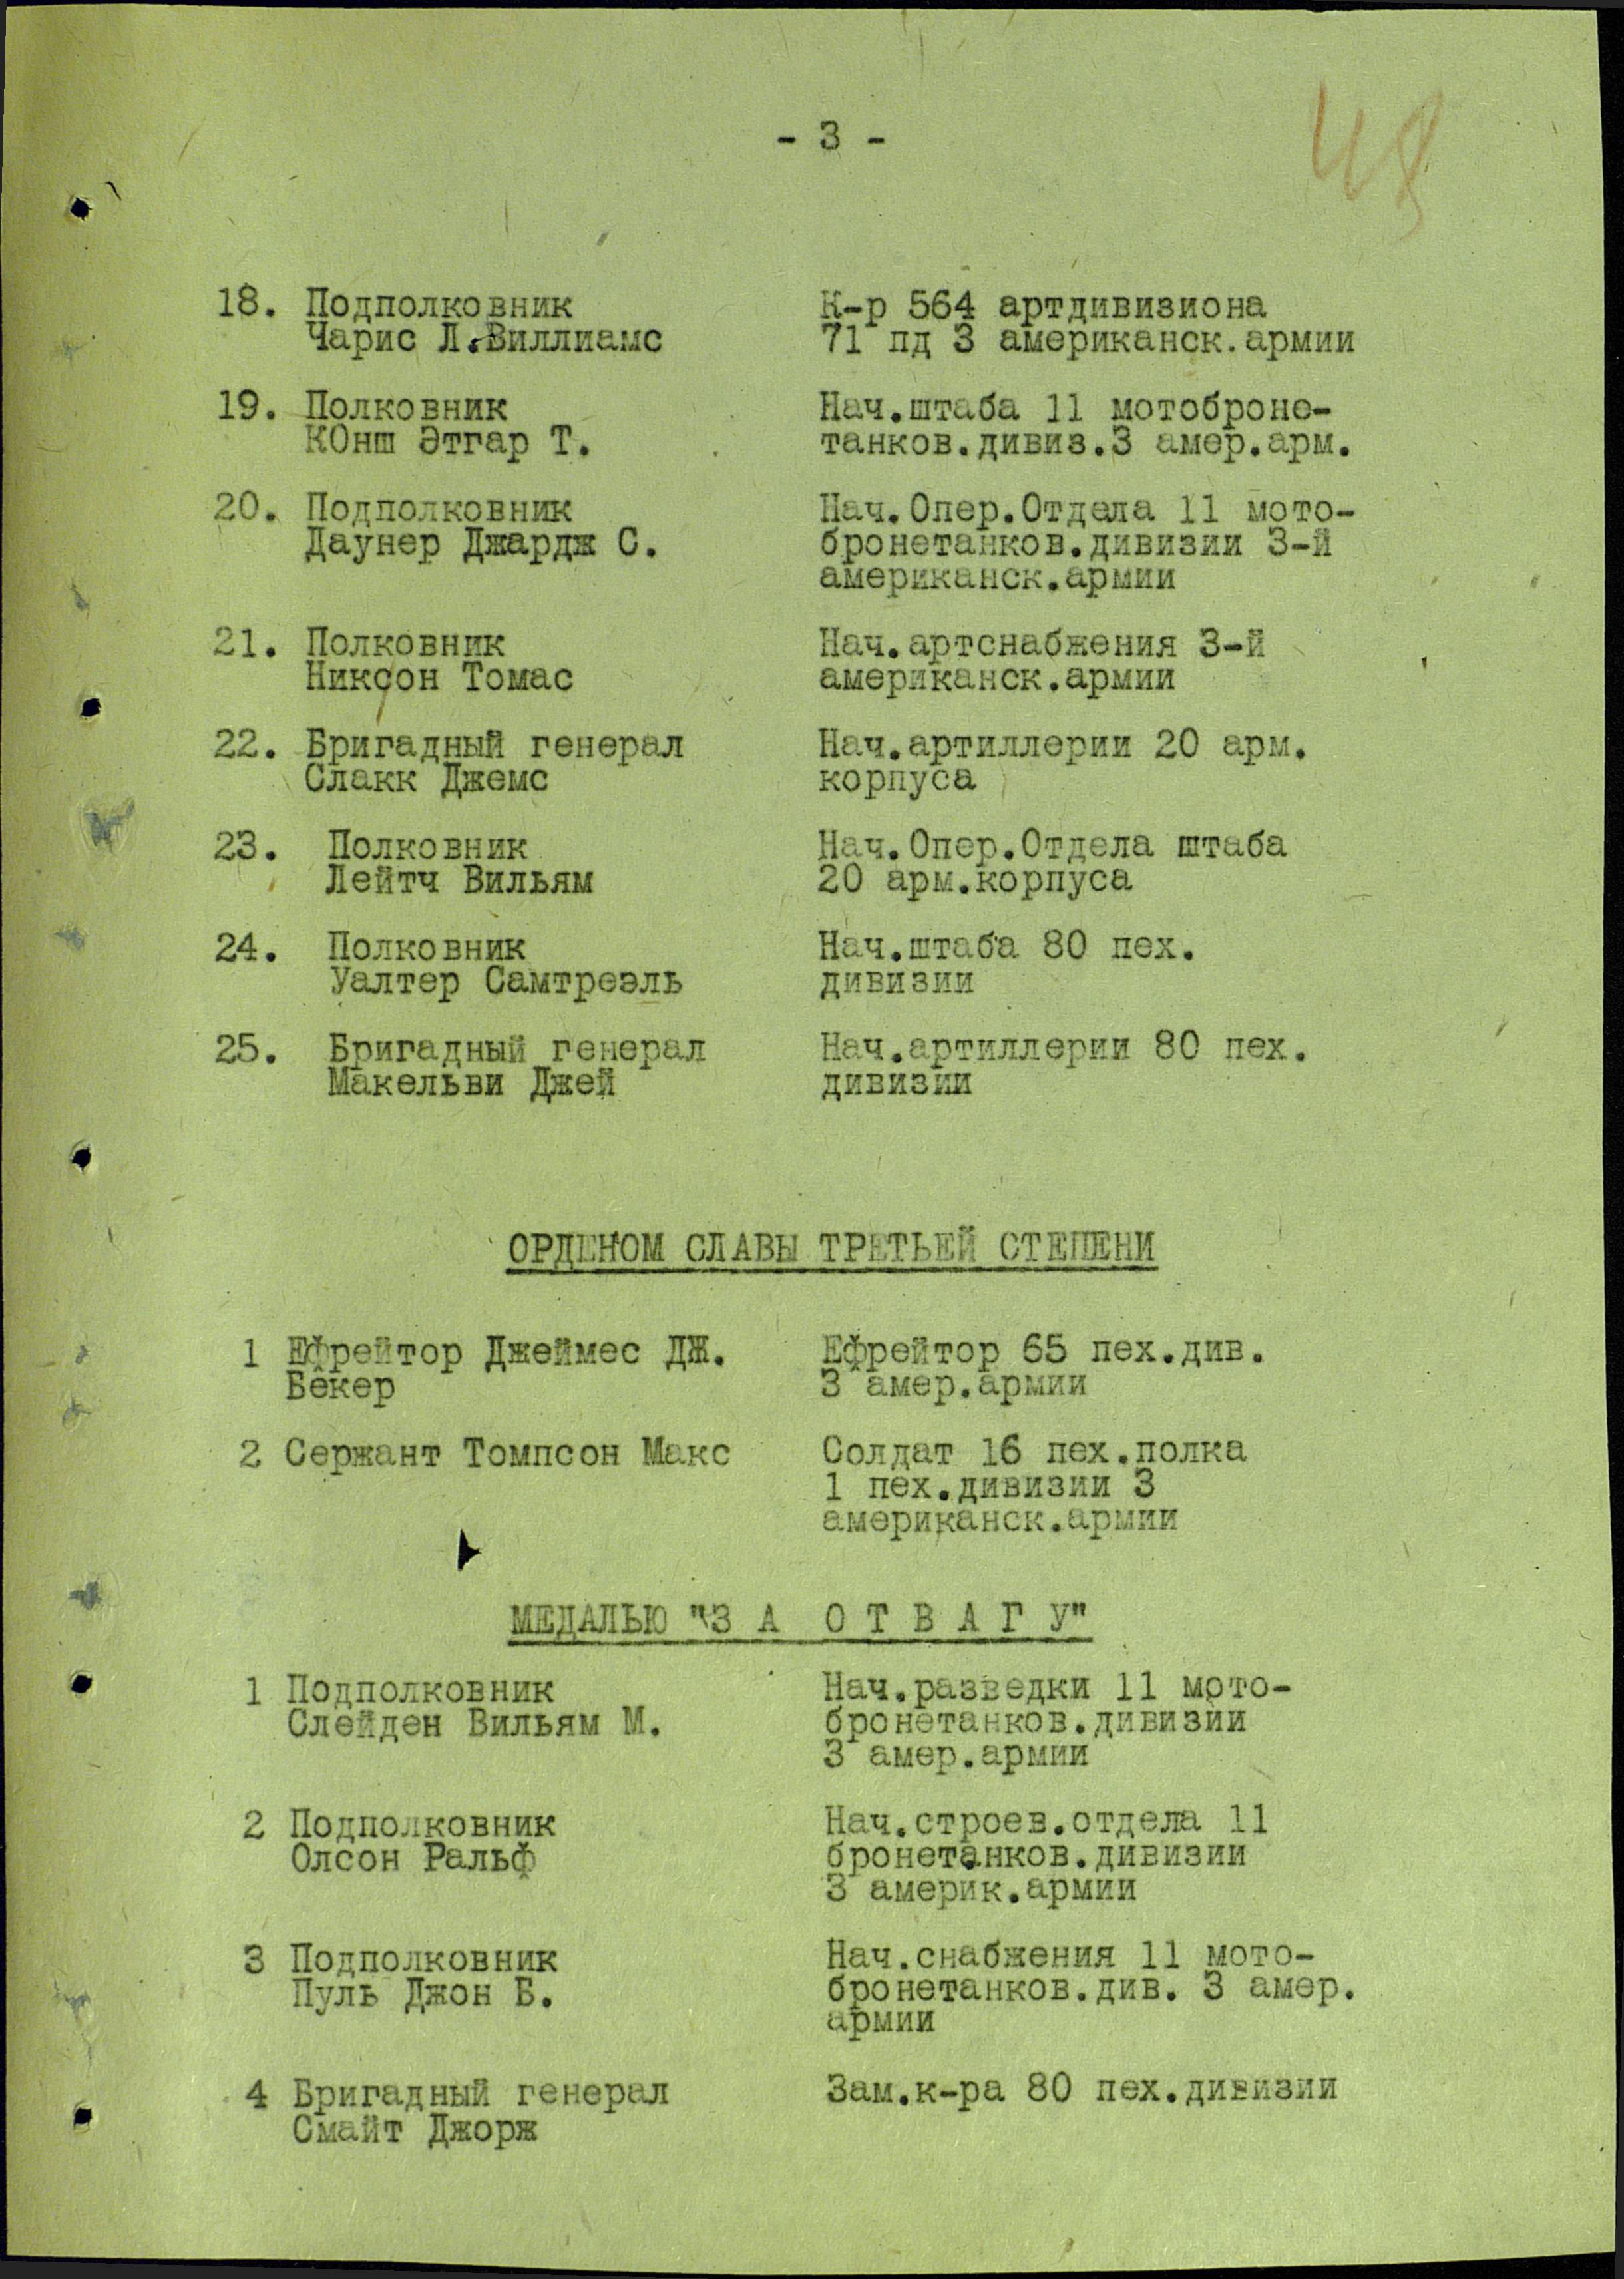 - 3 -
48
18. Подполковник
Чарис Л.Виллиамс
К-р 564 артдивизиона
71 пд 3 американск.армии
19. Полковник
КОнш Этгар Т.
Нач.штаба 11 мотоброне-
танков.дивиз.3 амер.арм.
20. Подполковник
Даунер Джардж С.
Нач.Опер.Отдела 11 мото-
бронетанков.дивизии 3-й
американск.армии
21. Полковник
Никсон Томас
Нач.артснабжения 3-й
американск.армии
22. Бригадный генерал
Слакк Джемс
Нач.артиллерии 20 арм.
корпуса
23. Полковник
Лейтч Вильям
Нач.Опер.Отдела штаба
20 арм.корпуса
24. Полковник
Уалтер Самтреэль
Нач.штаба 80 пех.
дивизии
25. Бригадный генерал
Макельви Джей
Нач.артиллерии 80 пех.
дивизии
ОРДЕНОМ СЛАВЫ ТРЕТЬЕЙ СТЕПЕНИ
1 Ефрейтор Джеймес ДЖ.
Бекер
Ефрейтор 65 пех.див.
3 амер.армии
2 Сержант Томпсон Макс
Солдат 16 пех.полка
1 пех.дивизии 3
американск.армии
МЕДАЛЬЮ "З А О Т В А Г У"
1 Подполковник
Слейден Вильям М.
Нач.разведки 11 мото-
бронетанков.дивизии
3 амер.армии
2 Подполковник
Олсон Ральф
Нач.строев.отдела 11
бронетанков.дивизии
3 америк.армии
3 Подполковник
Пуль Джон Б.
Нач.снабжения 11 мото-
бронетанков.див. 3 амер.
армии
4 Бригадный генерал
Смайт Джорж
Зам.к-ра 80 пех.дивизии